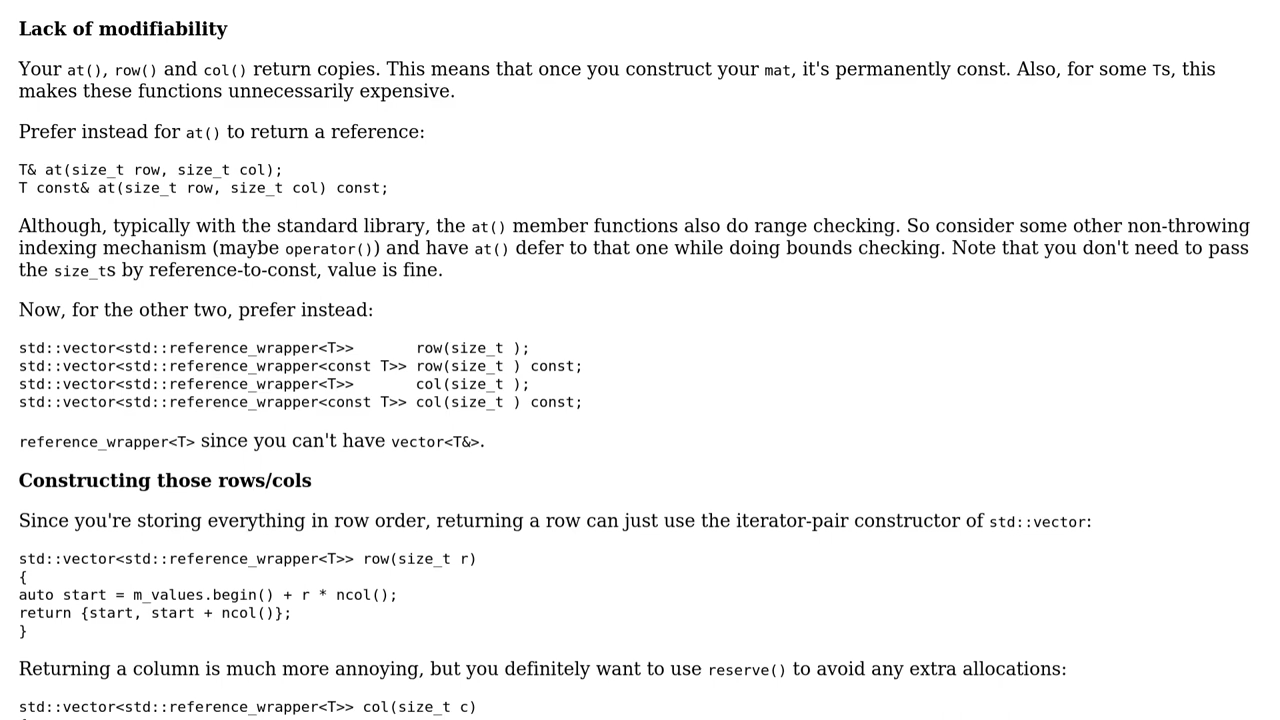 Lack of modifiability
Your at(), row() and col() return copies. This means that once you construct your mat, it's permanently const. Also, for some Ts, this
makes these functions unnecessarily expensive.
Prefer instead for at() to return a reference:
T& at(size_t row, size_t col);
T const& at(size_t row, size_t col) const;
Although, typically with the standard library, the at() member functions also do range checking. So consider some other non-throwing
indexing mechanism (maybe operator()) and have at() defer to that one while doing bounds checking. Note that you don't need to pass
the size_ts by reference-to-const, value is fine.
Now, for the other two, prefer instead:
std::vector<std::reference_wrapper<T>>       row(size_t );
std::vector<std::reference_wrapper<const T>> row(size_t ) const;
std::vector<std::reference_wrapper<T>>       col(size_t );
std::vector<std::reference_wrapper<const T>> col(size_t ) const;
reference_wrapper<T> since you can't have vector<T&>.
Constructing those rows/cols
Since you're storing everything in row order, returning a row can just use the iterator-pair constructor of std::vector:
std::vector<std::reference_wrapper<T>> row(size_t r)
{
auto start = m_values.begin() + r * ncol();
return {start, start + ncol()};
}
Returning a column is much more annoying, but you definitely want to use reserve() to avoid any extra allocations:
std::vector<std::reference_wrapper<T>> col(size_t c)